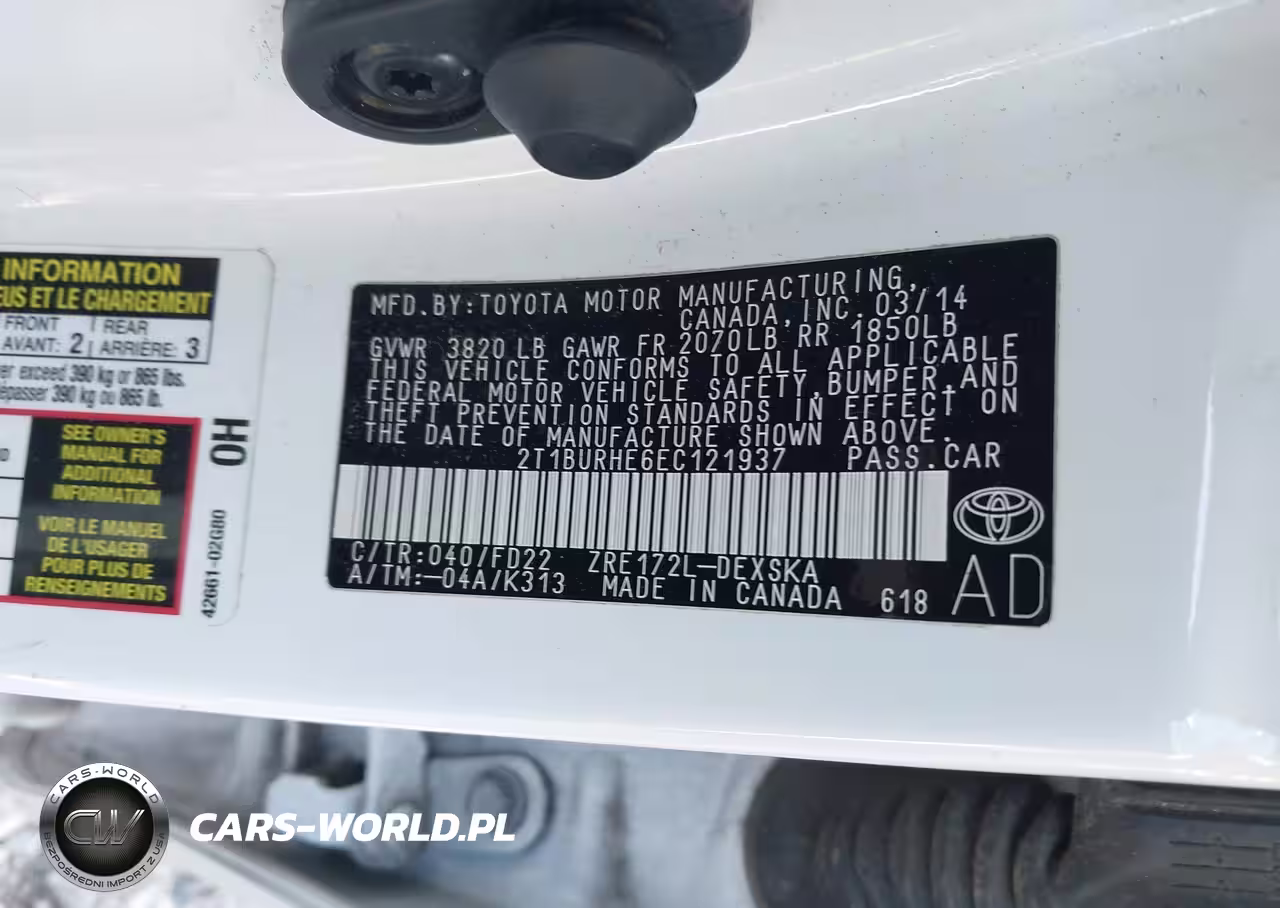 INFORMATION
EUS ET LE CHARGEMENT
FRONT REAR
AVANT: 2 ARRIÈRE: 3
er exceed 390 kg or 865 lbs.
épasser 390 kg ou 865 lb.
SEE OWNER'S
MANUAL FOR
ADDITIONAL
INFORMATION
VOIR LE MANUEL
DE L'USAGER
POUR PLUS DE
RENSEIGNEMENTS
0H
42661-02G80
MFD.BY:TOYOTA MOTOR MANUFACTURING,
CANADA,INC.03/14
GVWR 3820 LB GAWR FR 2070LB RR 1850LB
THIS VEHICLE CONFORMS TO ALL APPLICABLE
FEDERAL MOTOR VEHICLE SAFETY,BUMPER,AND
THEFT PREVENTION STANDARDS IN EFFECT ON
THE DATE OF MANUFACTURE SHOWN ABOVE.
2T1BURHE6EC121937 PASS.CAR
C/TR:040/FD22 ZRE172L-DEXSKA
A/TM:-04A/K313 MADE IN CANADA 618
AD
CARS-WORLD
CW
BEZPOŚREDNI IMPORT Z USA
CARS-WORLD.PL